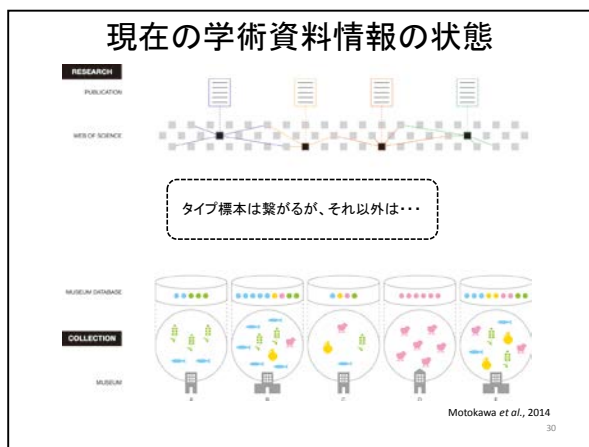 現在の学術資料情報の状態
RESEARCH
PUBLICATION
WEB OF SCIENCE
タイプ標本は繋がるが、それ以外は・・・
MUSEUM DATABASE
COLLECTION
MUSEUM
A B C D E
Motokawa et al., 2014
30